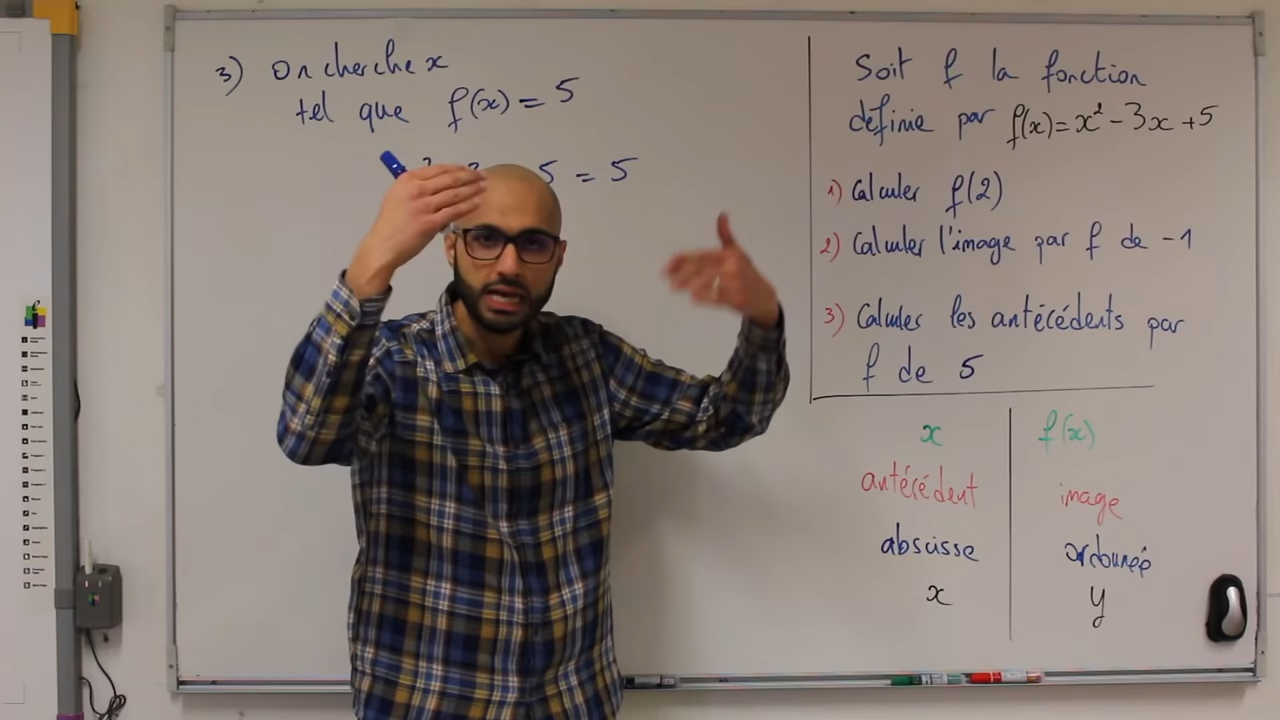 3) On cherche x
tel que f(x) = 5
5 = 5
Soit f la fonction
définie par f(x) = x² - 3x + 5
1) Calculer f(2)
2) Calculer l'image par f de -1
3) Calculer les antécédents par
f de 5
x f(x)
antécédent image
abscisse ordonnée
x y